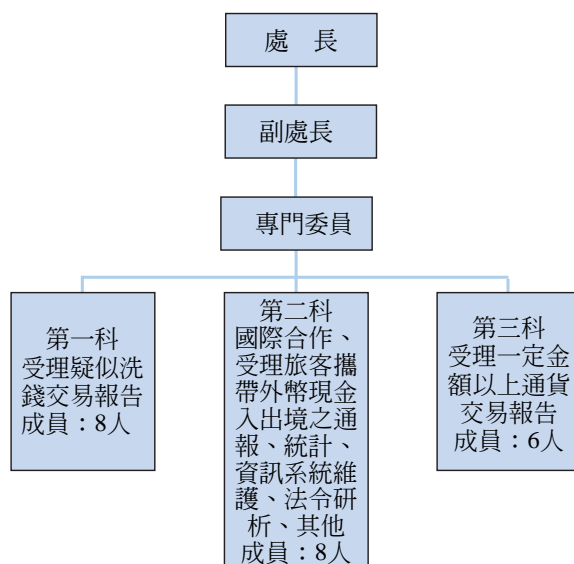 處　長
副處長
專門委員
第一科
受理疑似洗
錢交易報告
成員：8人
第二科
國際合作、
受理旅客攜
帶外幣現金
入出境之通
報、統計、
資訊系統維
護、法令研
析、其他
成員：8人
第三科
受理一定金
額以上通貨
交易報告
成員：6人